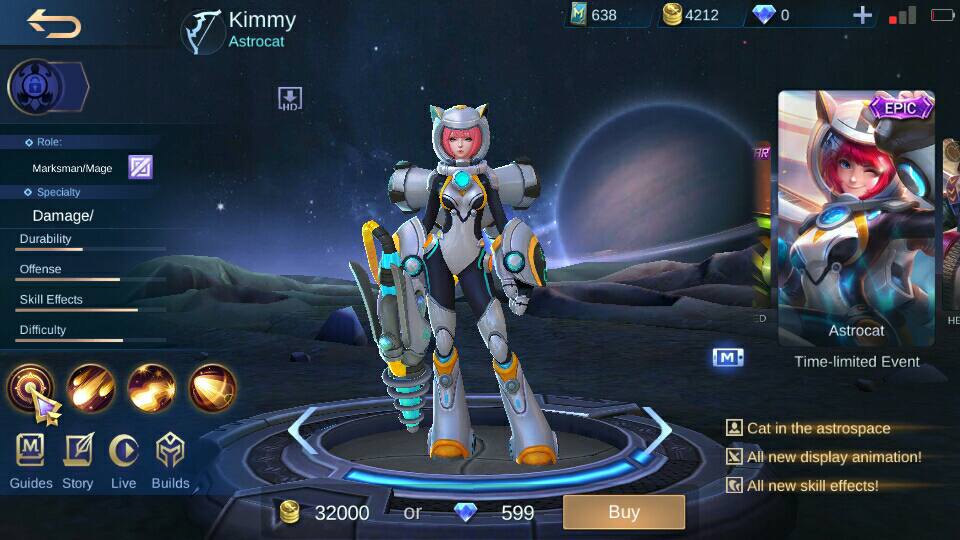 Kimmy
Astrocat
638
4212
0
HD
Role:
Marksman/Mage
Specialty
Damage/
Durability
Offense
Skill Effects
Difficulty
Guides
Story
Live
Builds
EPIC
Astrocat
Time-limited Event
M
Cat in the astrospace
All new display animation!
All new skill effects!
32000 or 599
Buy